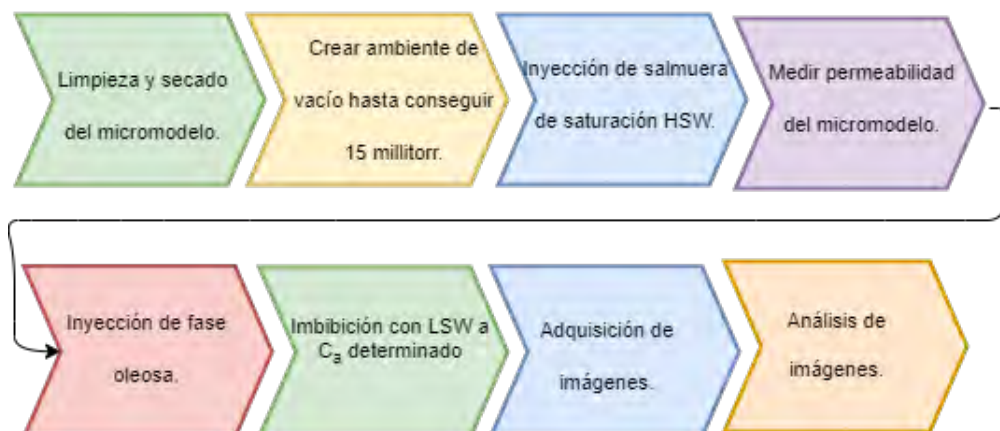 Limpieza y secado
del micromodelo.
Crear ambiente de
vacío hasta conseguir
15 millitorr.
Inyección de salmuera
de saturación HSW.
Medir permeabilidad
del micromodelo.
Inyección de fase
oleosa.
Imbibición con LSW a
Ca determinado
Adquisición de
imágenes.
Análisis de
imágenes.